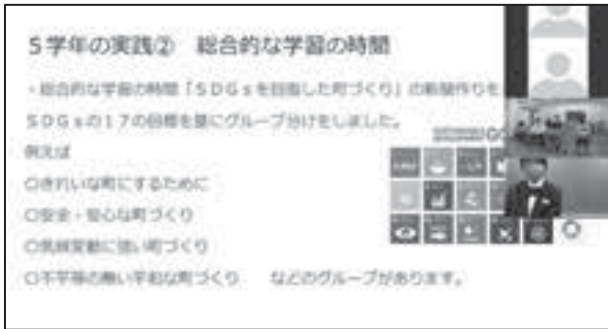 5学年の実践② 総合的な学習の時間
・総合的な学習の時間「SDGsを目指した町づくり」の新聞作りを
SDGsの17の目標を基にグループ分けをしました。
例えば
○きれいな町にするために
○安全・安心な町づくり
○気候変動に強い町づくり
○不平等の無い平和な町づくり などのグループがあります。